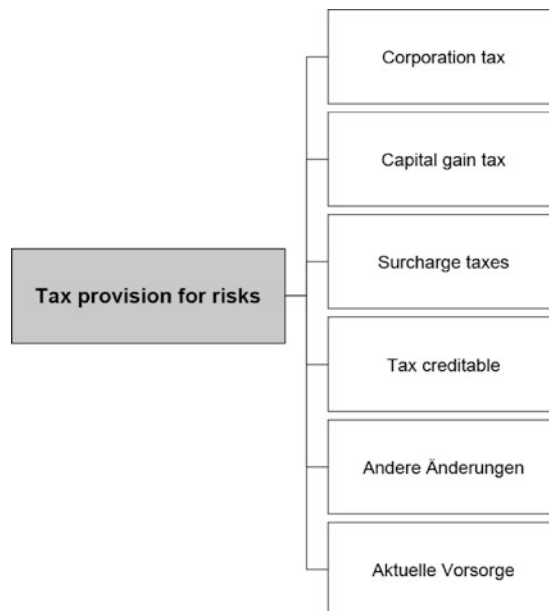 Corporation tax
Capital gain tax
Surcharge taxes
Tax provision for risks
Tax creditable
Andere Änderungen
Aktuelle Vorsorge